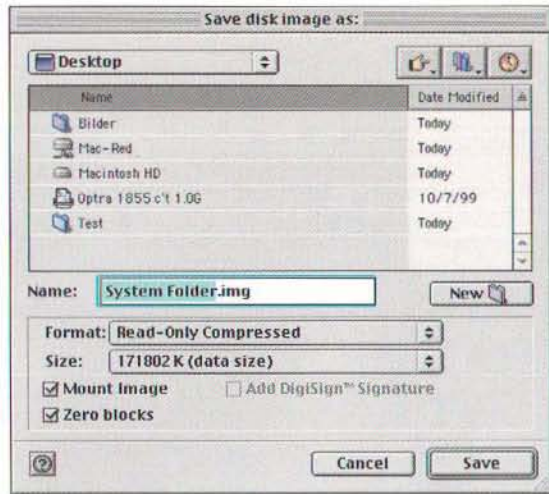 Save disk image as:
Desktop
Name Date Modified
Bilder Today
Mac-Red Today
Macintosh HD Today
Optra 1855 c't 1.0G 10/7/99
Test Today
Name: System Folder.img New
Format: Read-Only Compressed
Size: 171802 K (data size)
Mount Image Add DigiSign™ Signature
Zero blocks
? Cancel Save